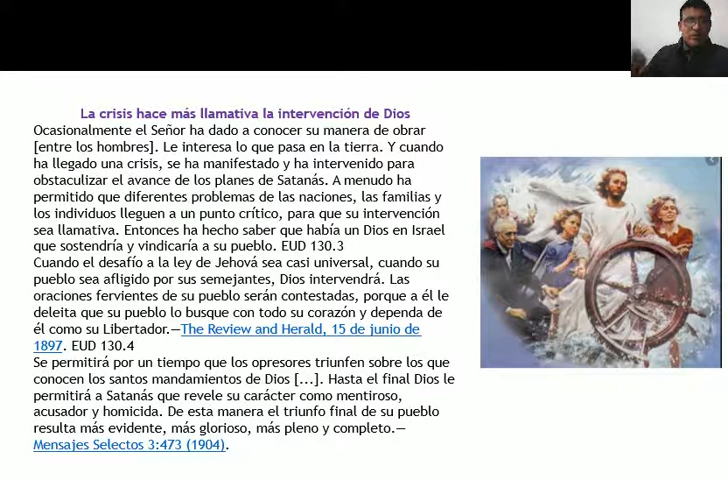 La crisis hace más llamativa la intervención de Dios
Ocasionalmente el Señor ha dado a conocer su manera de obrar
[entre los hombres]. Le interesa lo que pasa en la tierra. Y cuando
ha llegado una crisis, se ha manifestado y ha intervenido para
obstaculizar el avance de los planes de Satanás. A menudo ha
permitido que diferentes problemas de las naciones, las familias y
los individuos lleguen a un punto crítico, para que su intervención
sea llamativa. Entonces ha hecho saber que había un Dios en Israel
que sostendría y vindicaría a su pueblo. EUD 130.3
Cuando el desafío a la ley de Jehová sea casi universal, cuando su
pueblo sea afligido por sus semejantes, Dios intervendrá. Las
oraciones fervientes de su pueblo serán contestadas, porque a él le
deleita que su pueblo lo busque con todo su corazón y dependa de
él como su Libertador.—The Review and Herald, 15 de junio de
1897. EUD 130.4
Se permitirá por un tiempo que los opresores triunfen sobre los que
conocen los santos mandamientos de Dios [...]. Hasta el final Dios le
permitirá a Satanás que revele su carácter como mentiroso,
acusador y homicida. De esta manera el triunfo final de su pueblo
resulta más evidente, más glorioso, más pleno y completo.—
Mensajes Selectos 3:473 (1904).